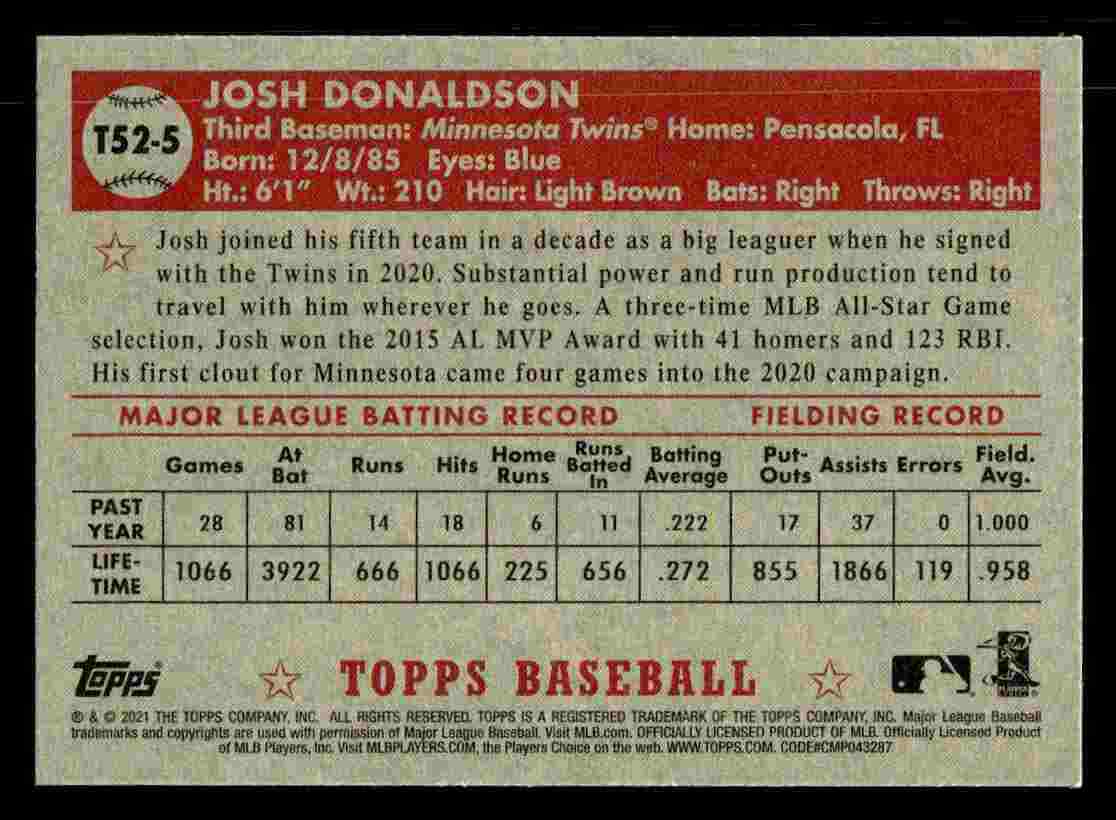 T52-5
JOSH DONALDSON
Third Baseman: Minnesota Twins® Home: Pensacola, FL
Born: 12/8/85 Eyes: Blue
Ht.: 6'1" Wt.: 210 Hair: Light Brown Bats: Right Throws: Right
Josh joined his fifth team in a decade as a big leaguer when he signed
with the Twins in 2020. Substantial power and run production tend to
travel with him wherever he goes. A three-time MLB All-Star Game
selection, Josh won the 2015 AL MVP Award with 41 homers and 123 RBI.
His first clout for Minnesota came four games into the 2020 campaign.
MAJOR LEAGUE BATTING RECORD FIELDING RECORD
Games At Bat Runs Hits Home Runs Runs Batted In Batting Average Put-Outs Assists Errors Field. Avg.
PAST YEAR 28 81 14 18 6 11 .222 17 37 0 1.000
LIFE-TIME 1066 3922 666 1066 225 656 .272 855 1866 119 .958
Topps TOPPS BASEBALL
® & © 2021 THE TOPPS COMPANY, INC. ALL RIGHTS RESERVED. TOPPS IS A REGISTERED TRADEMARK OF THE TOPPS COMPANY, INC. Major League Baseball
trademarks and copyrights are used with permission of Major League Baseball. Visit MLB.com. OFFICIALLY LICENSED PRODUCT OF MLB. Officially Licensed Product
of MLB Players, Inc. Visit MLBPLAYERS.COM, the Players Choice on the web. WWW.TOPPS.COM. CODE#CMP043287